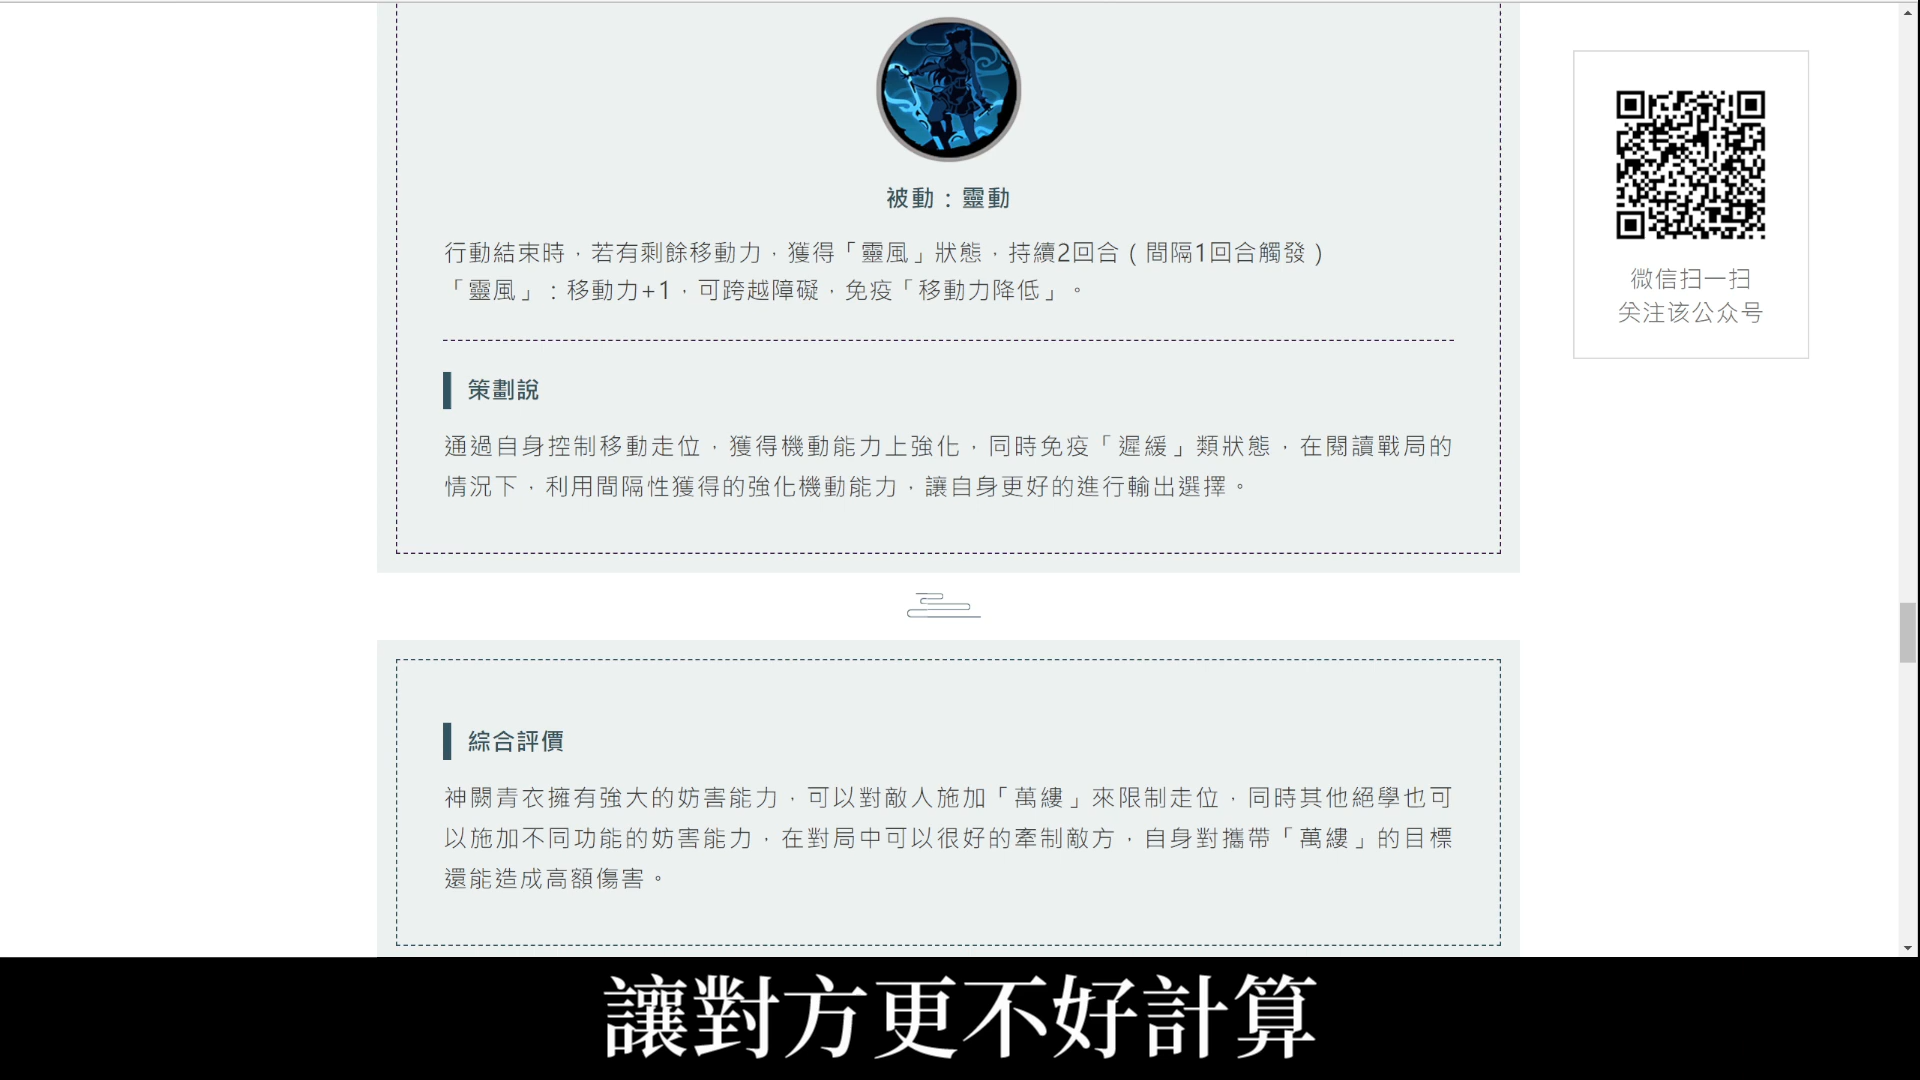 被動：靈動
行動結束時，若有剩餘移動力，獲得「靈風」狀態，持續2回合（間隔1回合觸發）
「靈風」：移動力+1，可跨越障礙，免疫「移動力降低」。
策劃說
通過自身控制移動走位，獲得機動能力上強化，同時免疫「遲緩」類狀態，在閱讀戰局的
情況下，利用間隔性獲得的強化機動能力，讓自身更好的進行輸出選擇。
綜合評價
神闕青衣擁有強大的妨害能力，可以對敵人施加「萬縷」來限制走位，同時其他絕學也可
以施加不同功能的妨害能力，在對局中可以很好的牽制敵方，自身對攜帶「萬縷」的目標
還能造成高額傷害。
微信扫一扫
关注该公众号
讓對方更不好計算